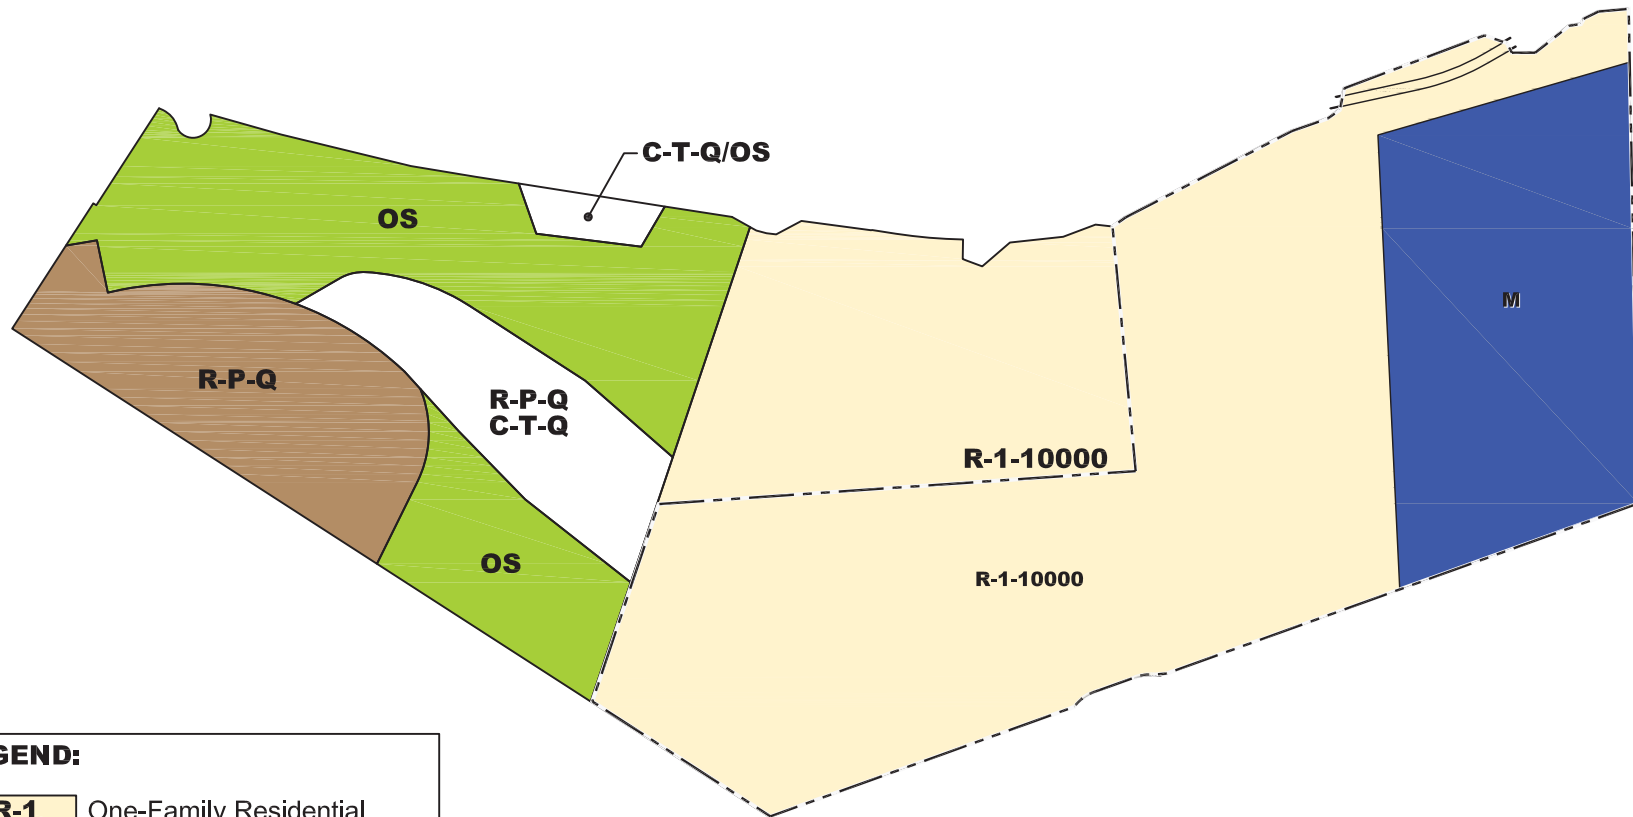 C-T-Q/OS
OS
M
R-P-Q
R-P-Q
C-T-Q
R-1-10000
OS
R-1-10000
GEND:
R-1 One-Family Residential